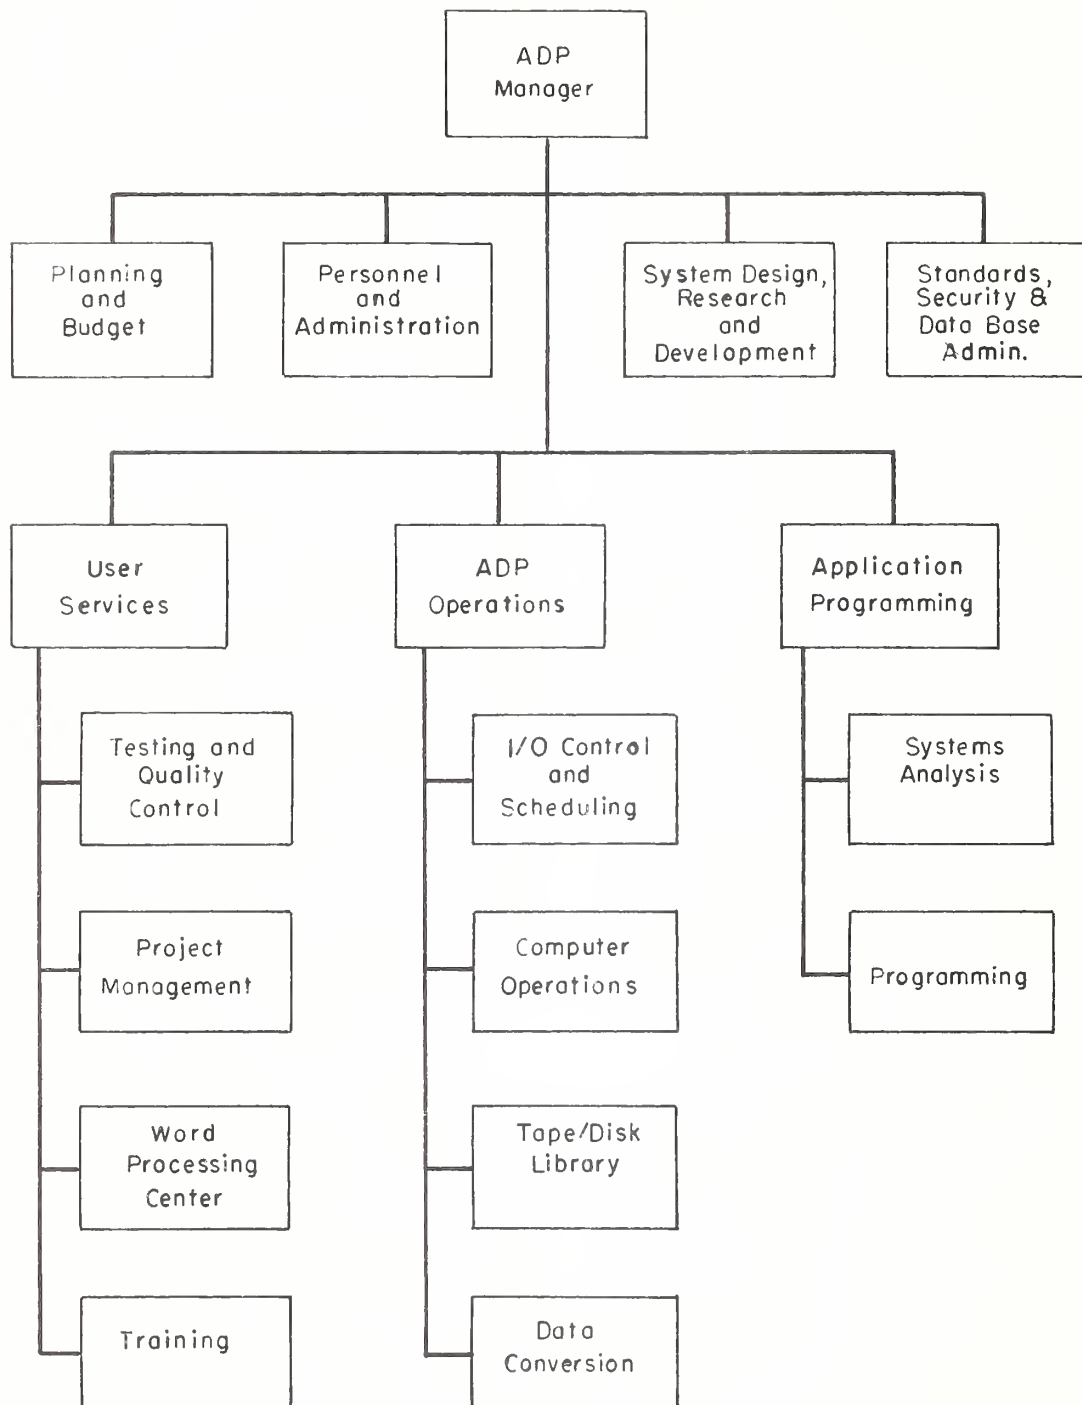 ADP
Manager
Planning
and
Budget
Personnel
and
Administration
System Design,
Research
and
Development
Standards,
Security &
Data Base
Admin.
User
Services
ADP
Operations
Application
Programming
Testing and
Quality
Control
I/O Control
and
Scheduling
Systems
Analysis
Project
Management
Computer
Operations
Programming
Word
Processing
Center
Tape/Disk
Library
Training
Data
Conversion